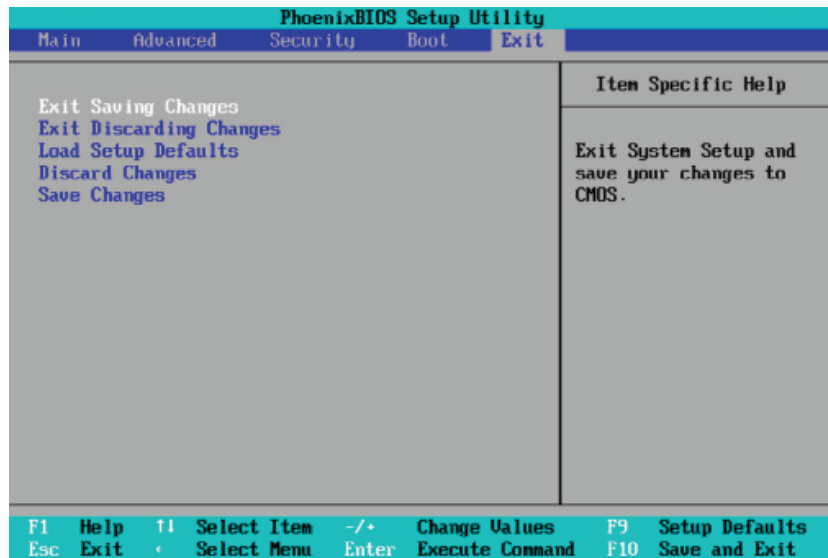 PhoenixBIOS Setup Utility
Main Advanced Security Boot Exit
Item Specific Help
Exit Saving Changes
Exit Discarding Changes
Load Setup Defaults
Discard Changes
Save Changes
Exit System Setup and
save your changes to
CMOS.
F1 Help ↑↓ Select Item -/+ Change Values F9 Setup Defaults
Esc Exit ‹ Select Menu Enter Execute Command F10 Save and Exit